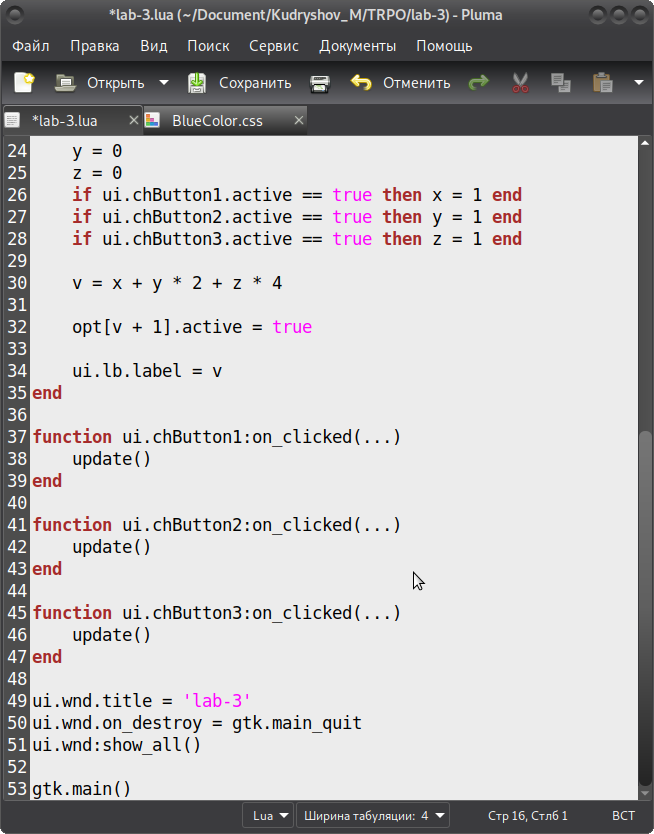 *lab-3.lua (~/Document/Kudryshov_M/TRPO/lab-3) - Pluma
Файл Правка Вид Поиск Сервис Документы Помощь
Открыть Сохранить Отменить
*lab-3.lua × BlueColor.css ×
24 y = 0
25 z = 0
26 if ui.chButton1.active == true then x = 1 end
27 if ui.chButton2.active == true then y = 1 end
28 if ui.chButton3.active == true then z = 1 end
29
30 v = x + y * 2 + z * 4
31
32 opt[v + 1].active = true
33
34 ui.lb.label = v
35 end
36
37 function ui.chButton1:on_clicked(...)
38 update()
39 end
40
41 function ui.chButton2:on_clicked(...)
42 update()
43 end
44
45 function ui.chButton3:on_clicked(...)
46 update()
47 end
48
49 ui.wnd.title = 'lab-3'
50 ui.wnd.on_destroy = gtk.main_quit
51 ui.wnd:show_all()
52
53 gtk.main()
Lua Ширина табуляции: 4 Стр 16, Стлб 1 ВСТ